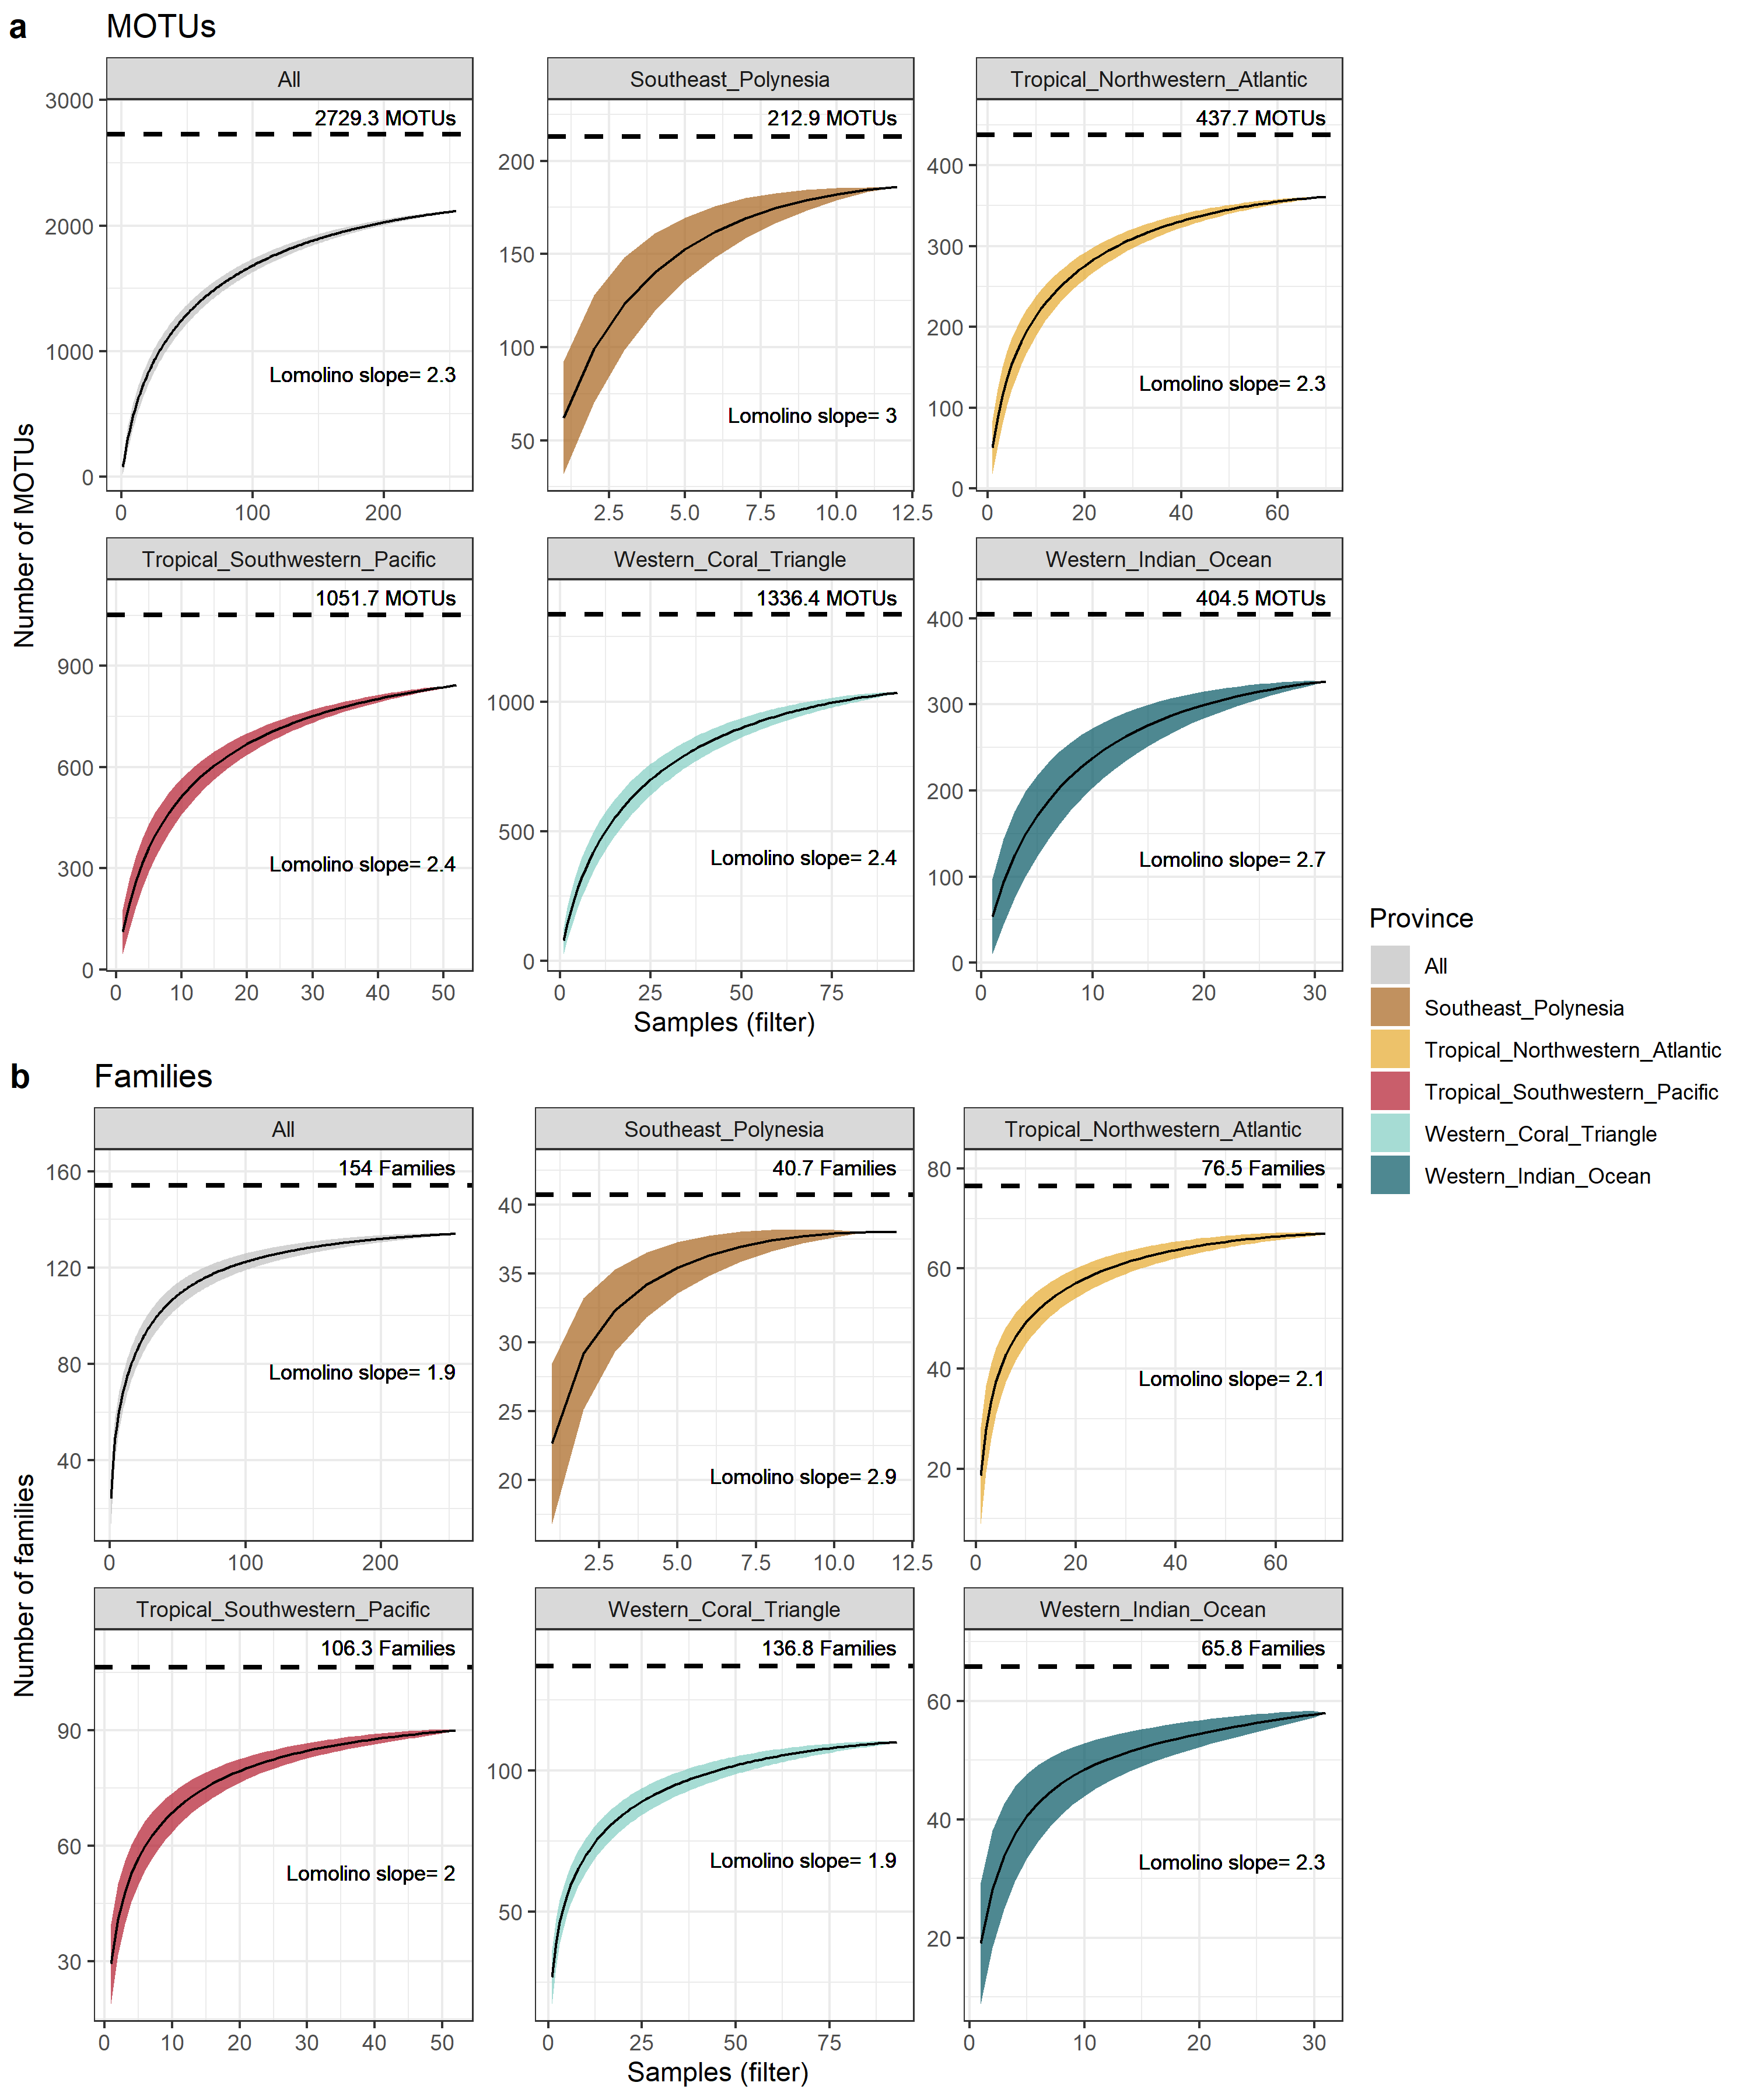 a MOTUs
All
Southeast_Polynesia
Tropical_Northwestern_Atlantic
3000
2000
1000
0
2729.3 MOTUs
Lomolino slope= 2.3
0 100 200
200
150
100
50
212.9 MOTUs
Lomolino slope= 3
2.5 5.0 7.5 10.0 12.5
400
300
200
100
0
437.7 MOTUs
Lomolino slope= 2.3
0 20 40 60
Number of MOTUs
Tropical_Southwestern_Pacific
Western_Coral_Triangle
Western_Indian_Ocean
900
600
300
0
1051.7 MOTUs
Lomolino slope= 2.4
0 10 20 30 40 50
1000
500
0
1336.4 MOTUs
Lomolino slope= 2.4
0 25 50 75
400
300
200
100
0
404.5 MOTUs
Lomolino slope= 2.7
0 10 20 30
Samples (filter)
Province
All
Southeast_Polynesia
Tropical_Northwestern_Atlantic
Tropical_Southwestern_Pacific
Western_Coral_Triangle
Western_Indian_Ocean
b Families
All
Southeast_Polynesia
Tropical_Northwestern_Atlantic
160
120
80
40
154 Families
Lomolino slope= 1.9
0 100 200
40
35
30
25
20
40.7 Families
Lomolino slope= 2.9
2.5 5.0 7.5 10.0 12.5
80
60
40
20
76.5 Families
Lomolino slope= 2.1
0 20 40 60
Number of families
Tropical_Southwestern_Pacific
Western_Coral_Triangle
Western_Indian_Ocean
90
60
30
106.3 Families
Lomolino slope= 2
0 10 20 30 40 50
100
50
136.8 Families
Lomolino slope= 1.9
0 25 50 75
60
40
20
65.8 Families
Lomolino slope= 2.3
0 10 20 30
Samples (filter)